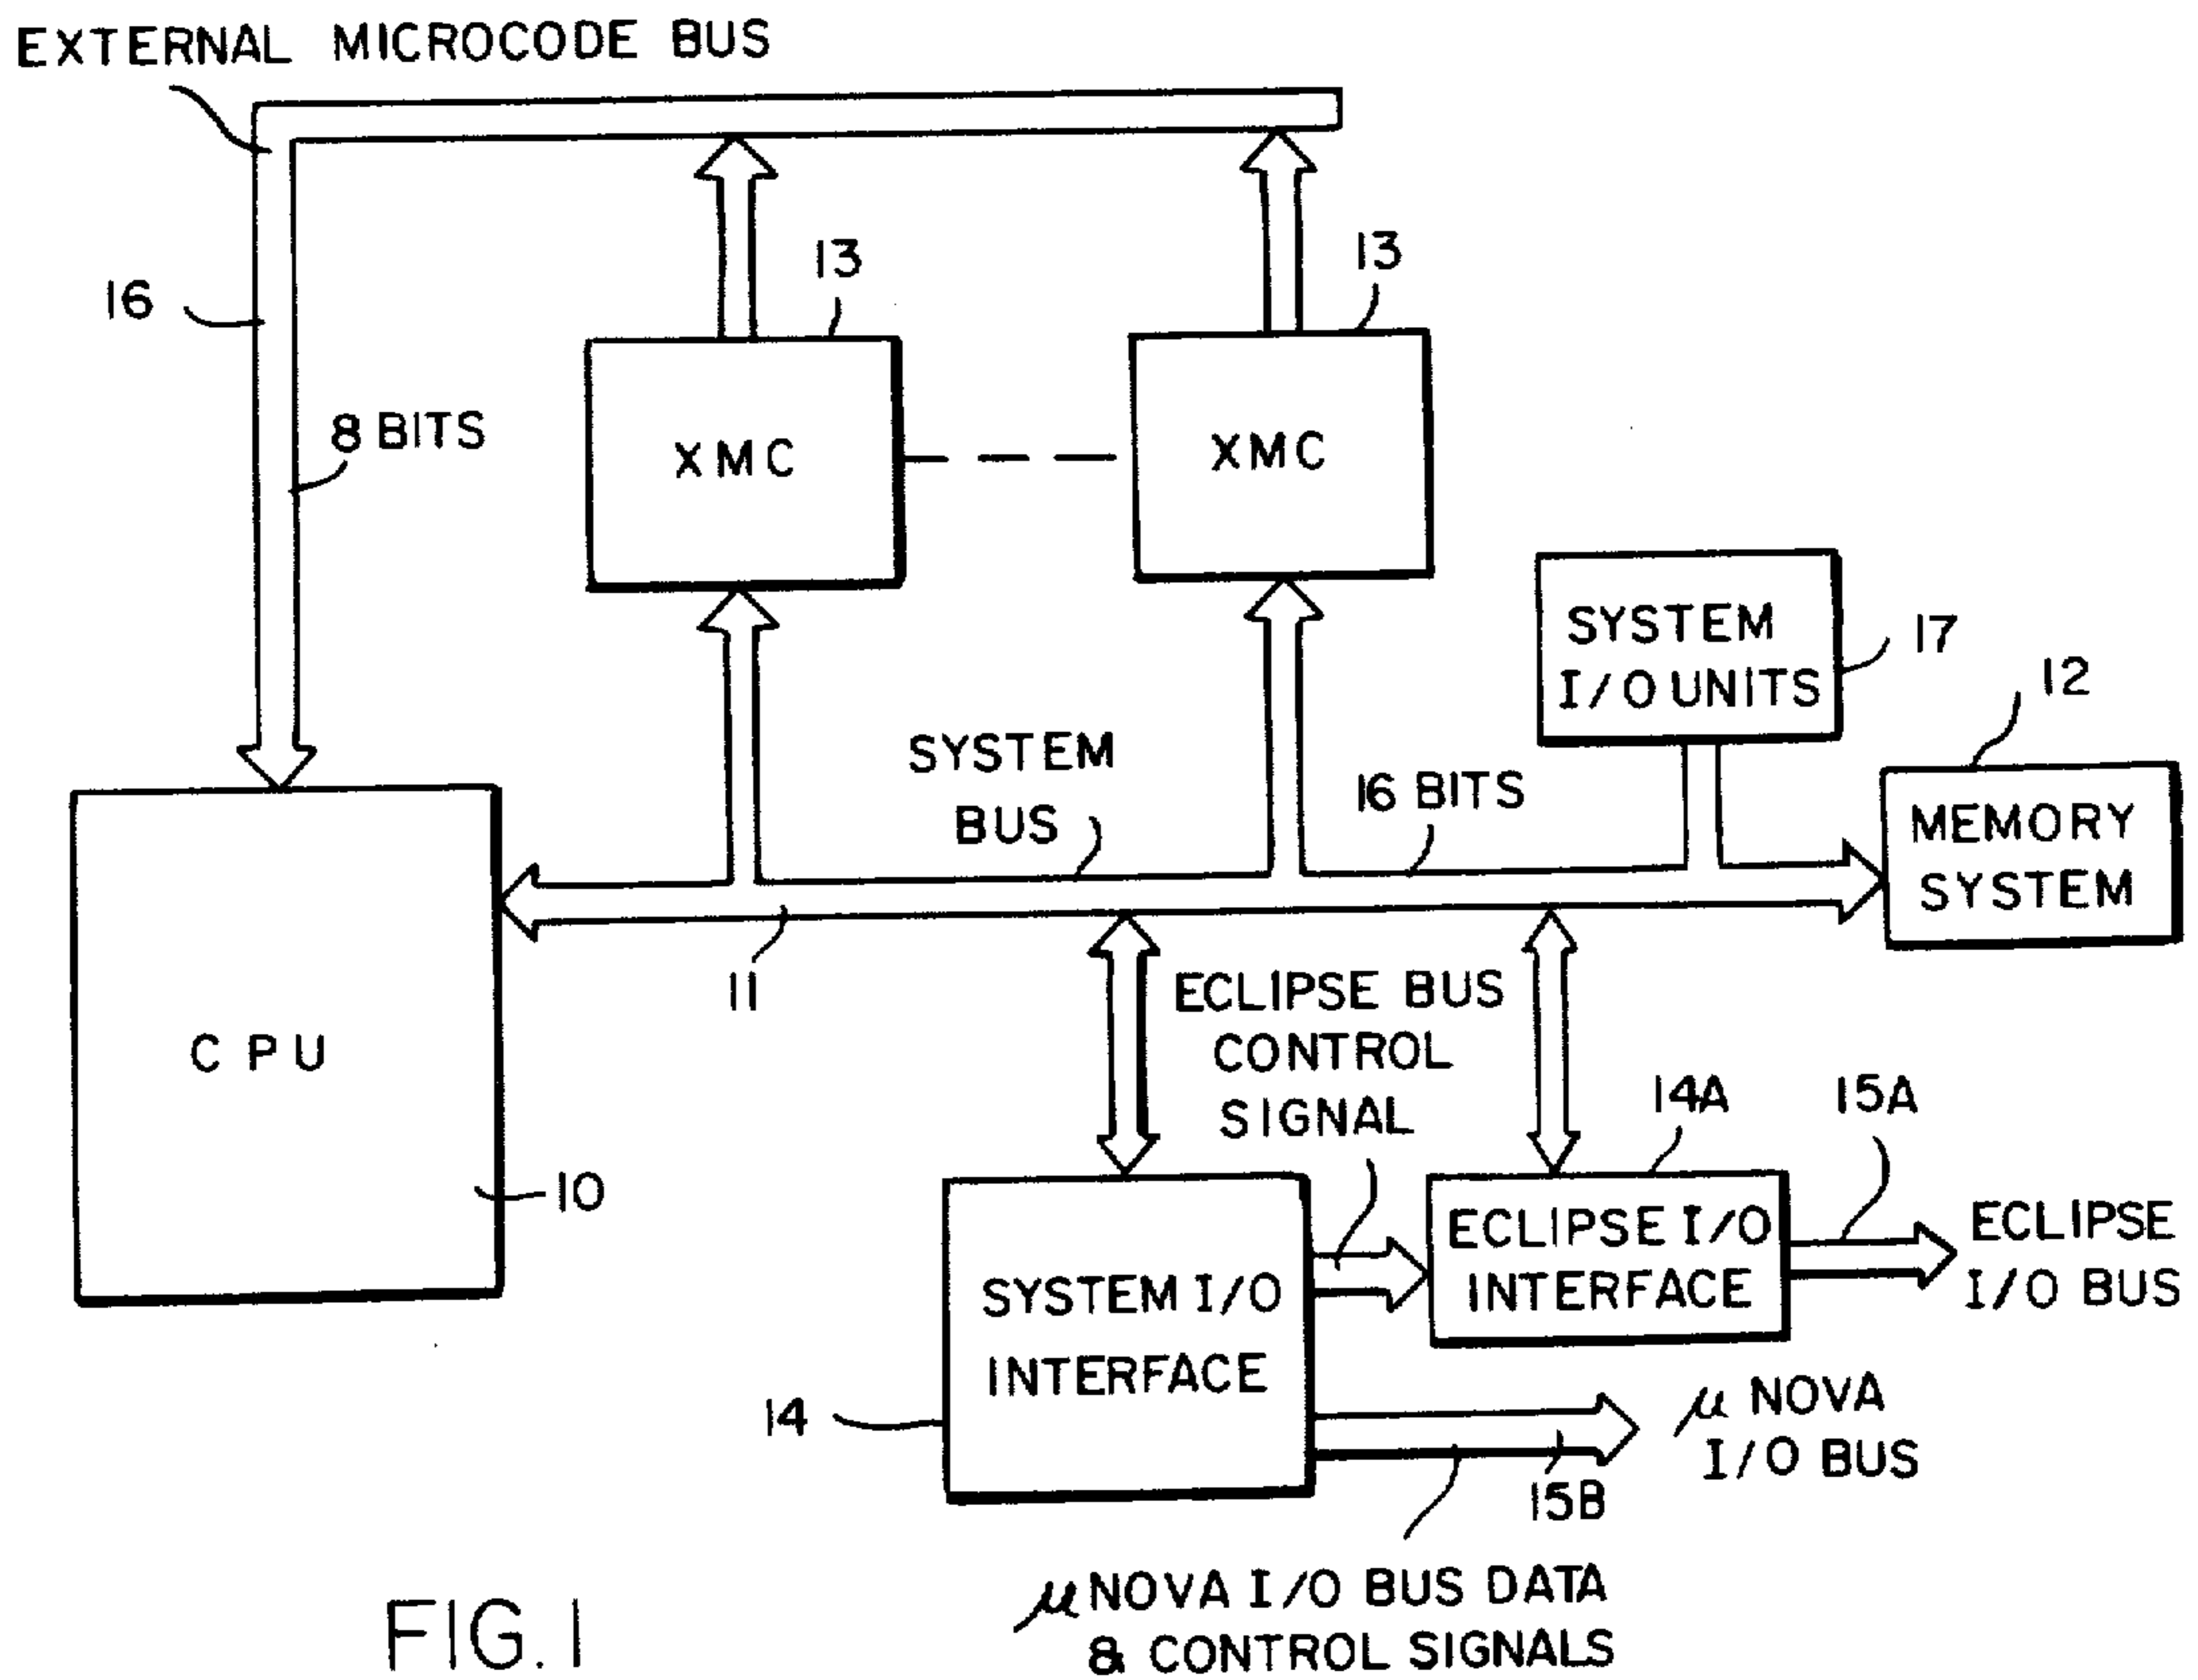 EXTERNAL MICROCODE BUS
13
13
16
8 BITS
XMC
XMC
SYSTEM
I/O UNITS
17
12
SYSTEM
BUS
16 BITS
MEMORY
SYSTEM
11
CPU
10
ECLIPSE BUS
CONTROL
SIGNAL
14A
15A
ECLIPSE I/O
INTERFACE
ECLIPSE
I/O BUS
SYSTEM I/O
INTERFACE
14
μ NOVA
I/O BUS
15B
μ NOVA I/O BUS DATA
& CONTROL SIGNALS
FIG. 1